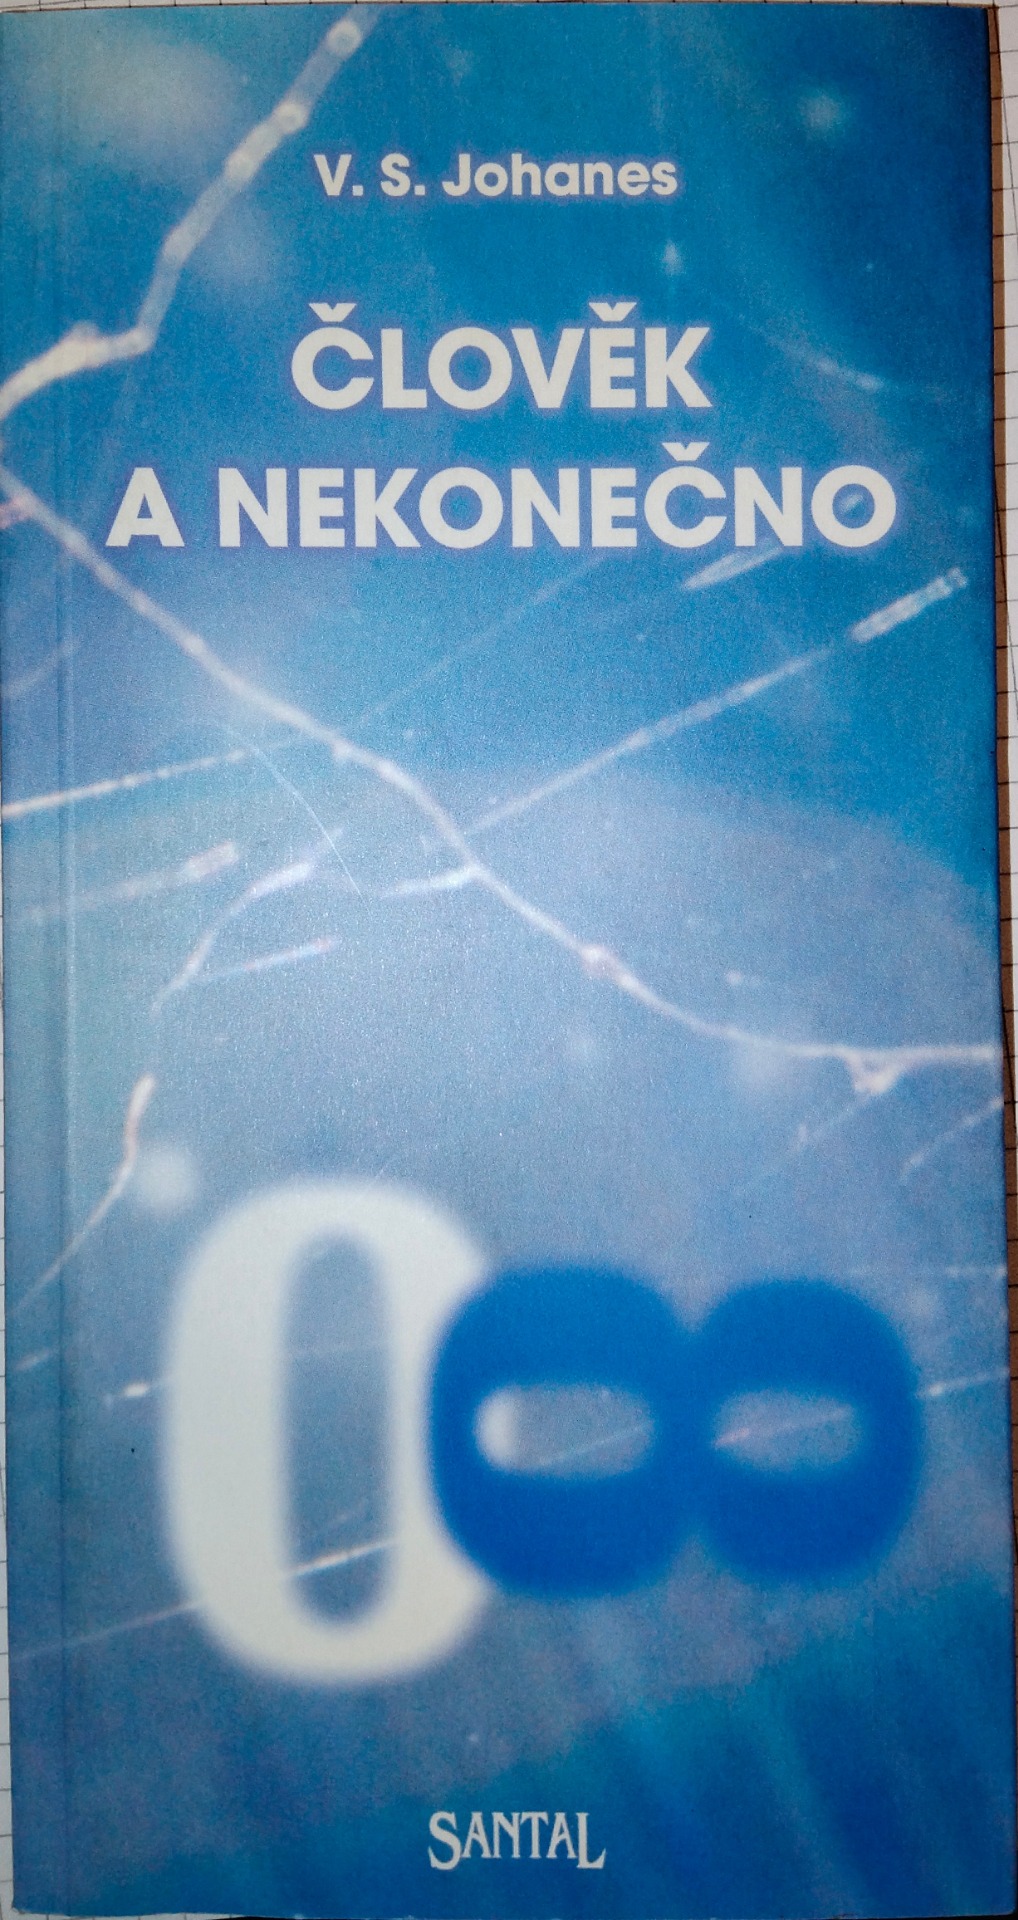 V. S. Johanes
ČLOVĚK
A NEKONEČNO
0∞
SANTAL